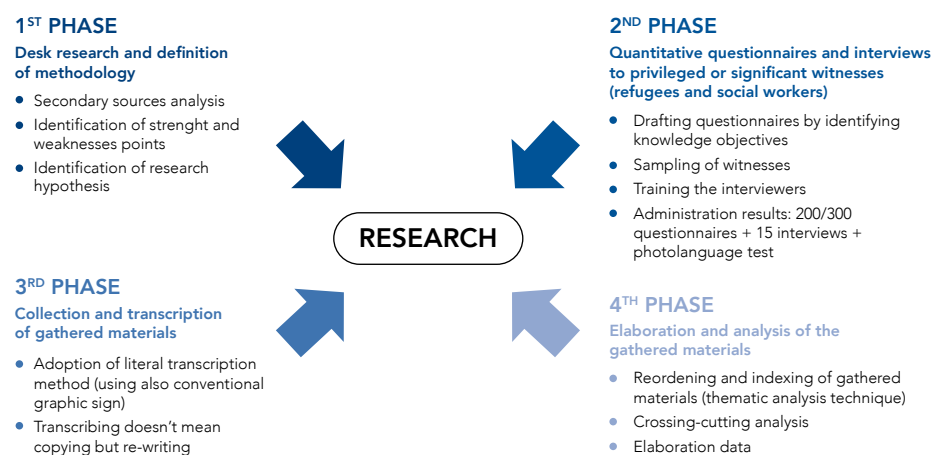 1ST PHASE
Desk research and definition
of methodology
• Secondary sources analysis
• Identification of strenght and
weaknesses points
• Identification of research
hypothesis
2ND PHASE
Quantitative questionnaires and interviews
to privileged or significant witnesses
(refugees and social workers)
• Drafting questionnaires by identifying
knowledge objectives
• Sampling of witnesses
• Training the interviewers
• Administration results: 200/300
questionnaires + 15 interviews +
photolanguage test
RESEARCH
3RD PHASE
Collection and transcription
of gathered materials
• Adoption of literal transcription
method (using also conventional
graphic sign)
• Transcribing doesn't mean
copying but re-writing
4TH PHASE
Elaboration and analysis of the
gathered materials
• Reordening and indexing of gathered
materials (thematic analysis technique)
• Crossing-cutting analysis
• Elaboration data